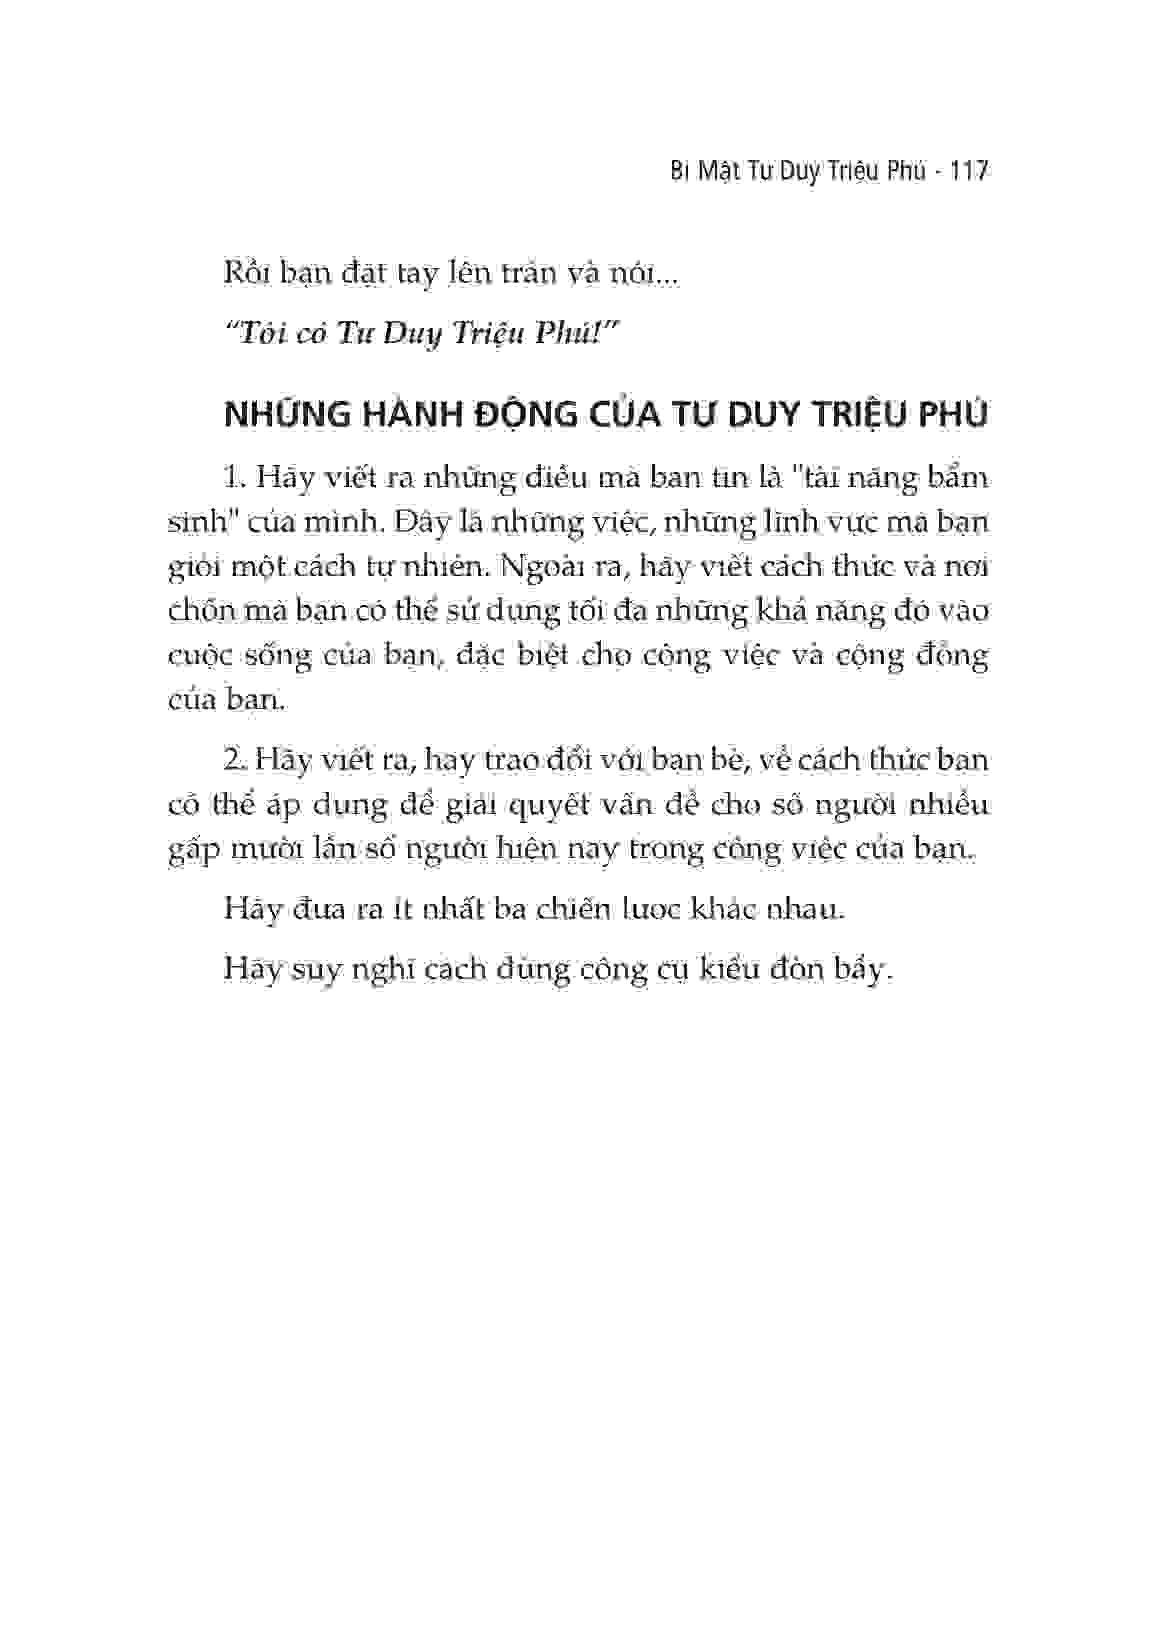 Bí Mật Tư Duy Triệu Phú - 117
Rồi bạn đặt tay lên trán và nói...
“Tôi có Tư Duy Triệu Phú!”
NHỮNG HÀNH ĐỘNG CỦA TƯ DUY TRIỆU PHÚ
1. Hãy viết ra những điều mà bạn tin là "tài năng bẩm
sinh" của mình. Đây là những việc, những lĩnh vực mà bạn
giỏi một cách tự nhiên. Ngoài ra, hãy viết cách thức và nơi
chốn mà bạn có thể sử dụng tối đa những khả năng đó vào
cuộc sống của bạn, đặc biệt cho công việc và cộng đồng
của bạn.
2. Hãy viết ra, hay trao đổi với bạn bè, về cách thức bạn
có thể áp dụng để giải quyết vấn đề cho số người nhiều
gấp mười lần số người hiện nay trong công việc của bạn.
Hãy đưa ra ít nhất ba chiến lược khác nhau.
Hãy suy nghĩ cách dùng công cụ kiểu đòn bẩy.